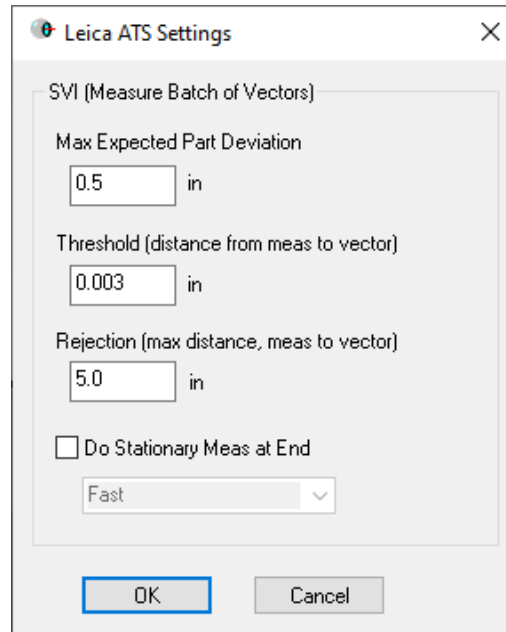 Leica ATS Settings
SVI (Measure Batch of Vectors)
Max Expected Part Deviation
0.5 in
Threshold (distance from meas to vector)
0.003 in
Rejection (max distance, meas to vector)
5.0 in
Do Stationary Meas at End
Fast
OK Cancel